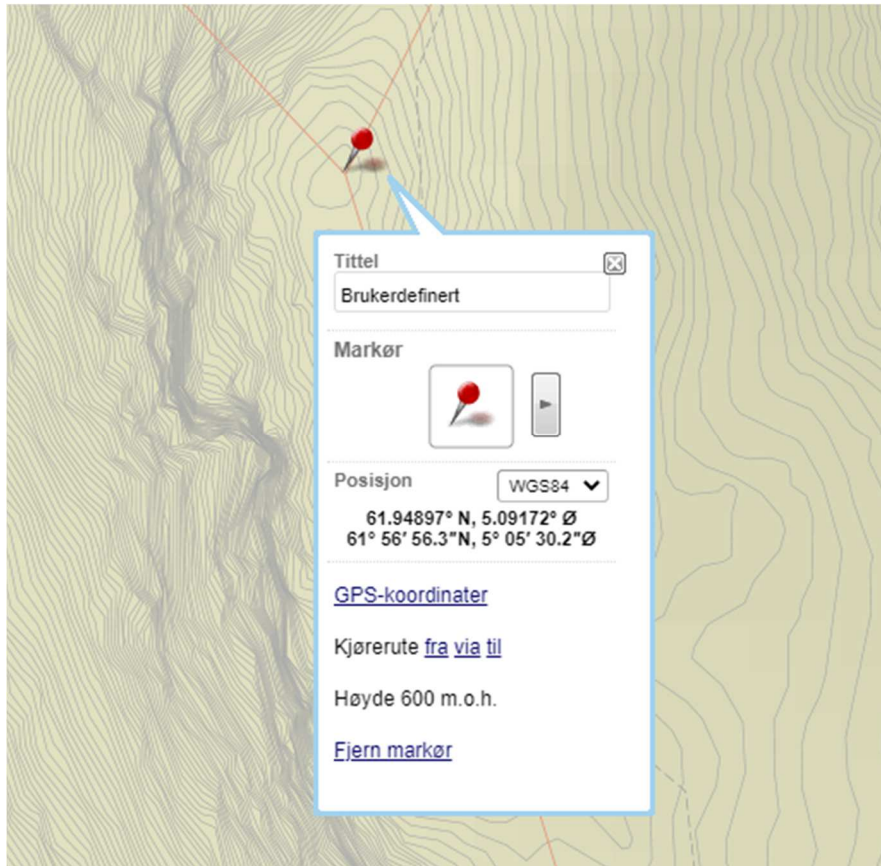 Tittel
Brukerdefinert
Markør
Posisjon WGS84
61.94897° N, 5.09172° Ø
61° 56′ 56.3″N, 5° 05′ 30.2″Ø
GPS-koordinater
Kjørerute fra via til
Høyde 600 m.o.h.
Fjern markør